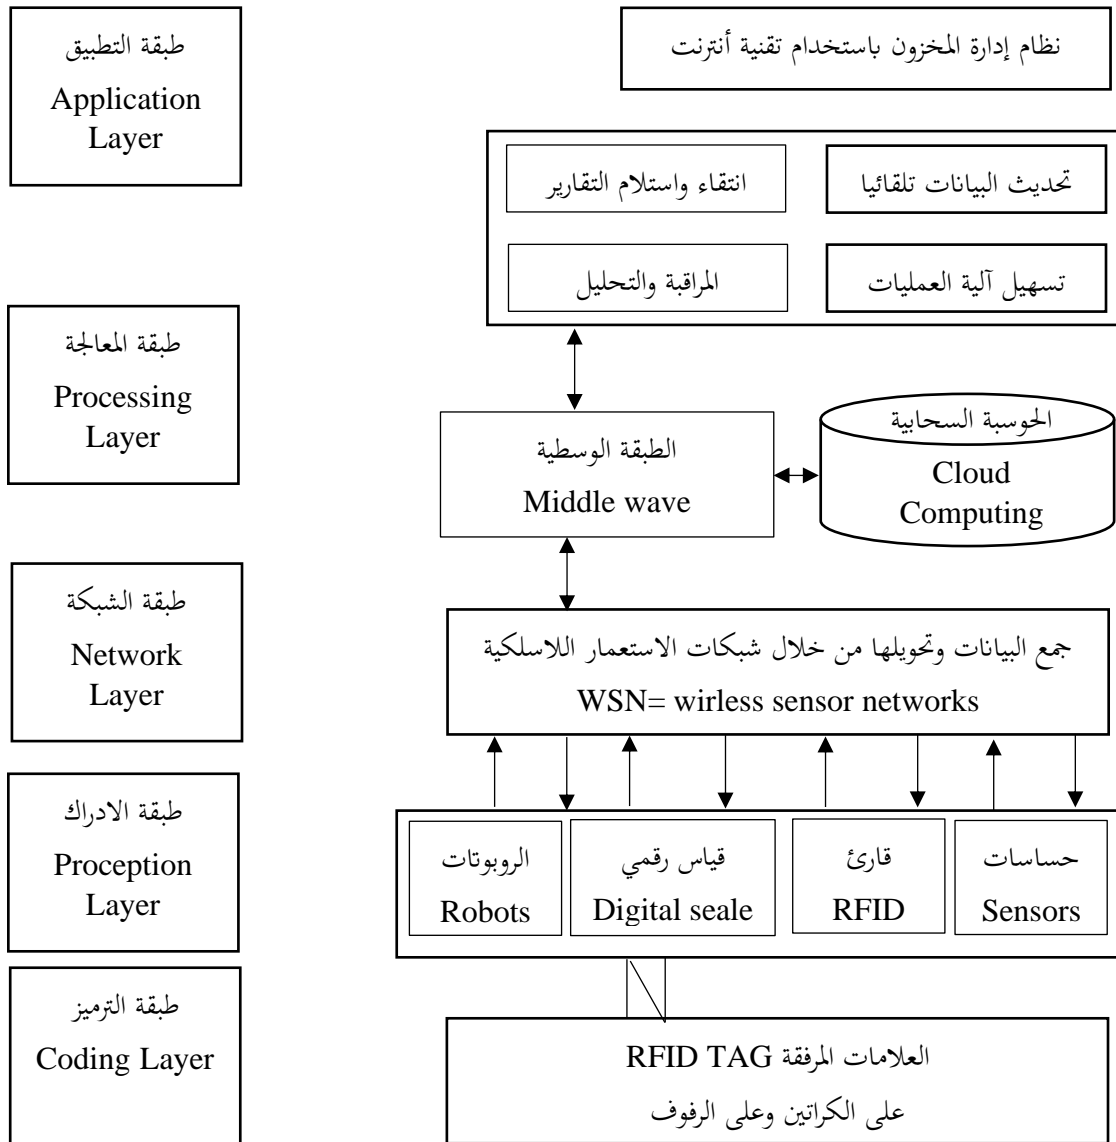 طبقة التطبيق
Application
Layer
نظام إدارة المخزون باستخدام تقنية أنترنت
تحديث البيانات تلقائيا
انتقاء واستلام التقارير
تسهيل آلية العمليات
المراقبة والتحليل
طبقة المعالجة
Processing
Layer
الطبقة الوسطية
Middle wave
الحوسبة السحابية
Cloud
Computing
طبقة الشبكة
Network
Layer
جمع البيانات وتحويلها من خلال شبكات الاستعمار اللاسلكية
WSN= wirless sensor networks
طبقة الادراك
Proception
Layer
حساسات
Sensors
قارئ
RFID
قياس رقمي
Digital seale
الروبوتات
Robots
طبقة الترميز
Coding Layer
العلامات المرفقة RFID TAG
على الكراتين وعلى الرفوف